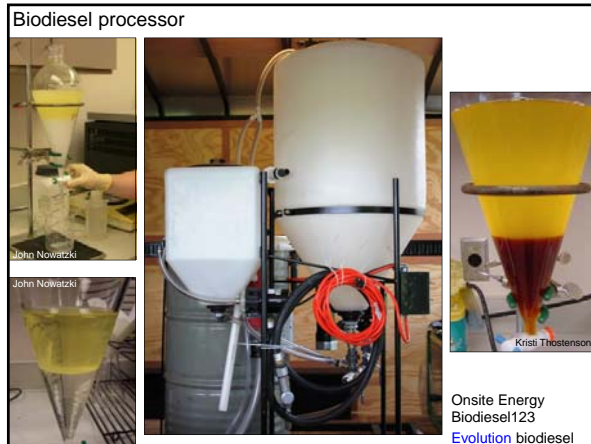 Biodiesel processor
John Nowatzki
John Nowatzki
Kristi Thostenson
Onsite Energy
Biodiesel123
Evolution biodiesel